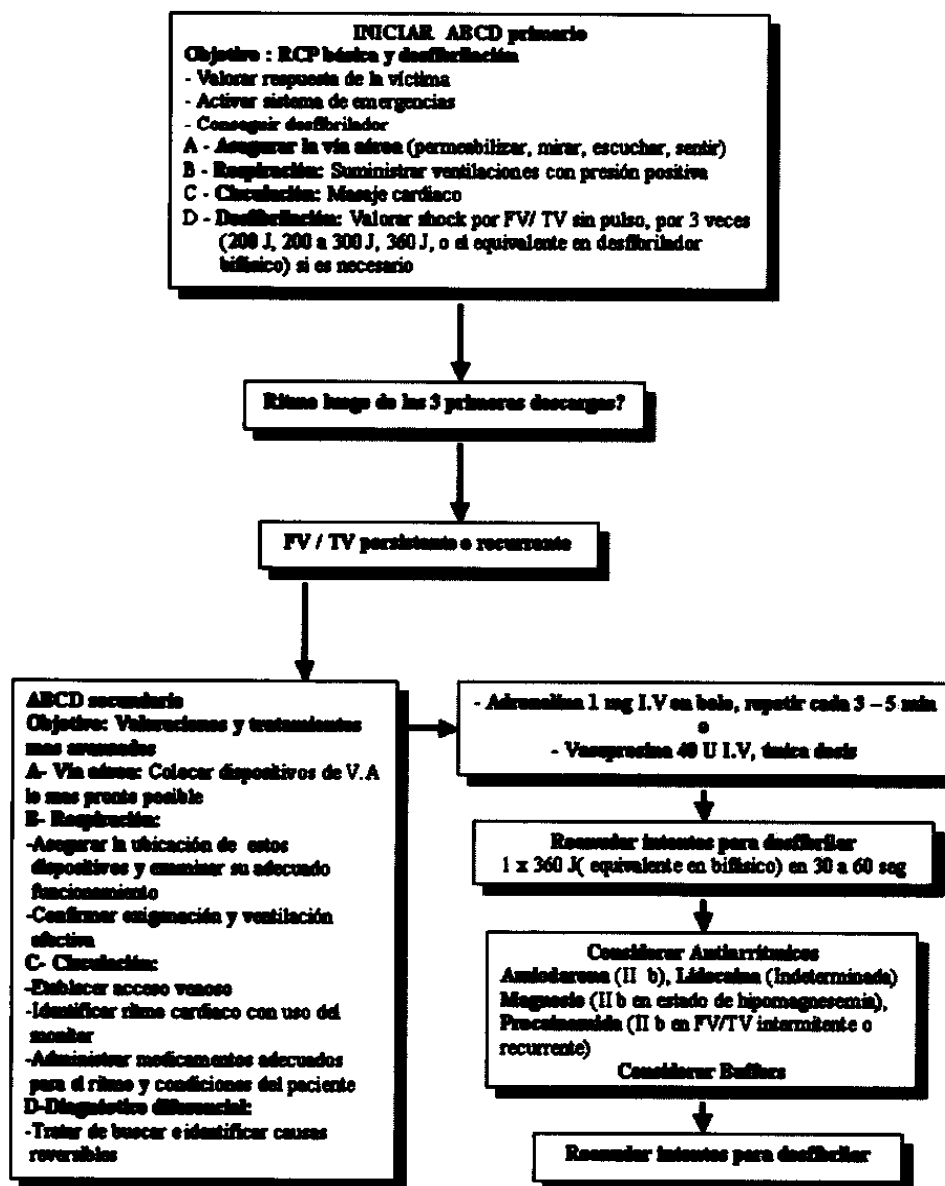 INICIAR ABCD primario
Objetivo : RCP básica y desfibrilación
- Valorar respuesta de la víctima
- Activar sistema de emergencias
- Conseguir desfibrilador
A - Asegurar la vía aérea (permeabilizar, mirar, escuchar, sentir)
B - Respiración: Suministrar ventilaciones con presión positiva
C - Circulación: Masaje cardiaco
D - Desfibrilación: Valorar shock por FV/ TV sin pulso, por 3 veces
(200 J, 200 a 300 J, 360 J, o el equivalente en desfibrilador
bifásico) si es necesario
Ritmo luego de las 3 primeras descargas?
FV / TV persistente o recurrente
ABCD secundario
Objetivo: Valoraciones y tratamientos
mas avanzados
A- Vía aérea: Colocar dispositivos de V.A
lo mas pronto posible
B- Respiración:
-Asegurar la ubicación de estos
dispositivos y examinar su adecuado
funcionamiento
-Confirmar oxigenación y ventilación
efectiva
C- Circulación:
-Establecer acceso venoso
-Identificar ritmo cardiaco con uso del
monitor
-Administrar medicamentos adecuados
para el ritmo y condiciones del paciente
D-Diagnóstico diferencial:
-Tratar de buscar e identificar causas
reversibles
- Adrenalina 1 mg I.V en bolo, repetir cada 3 – 5 min
o
- Vasopresina 40 U I.V, única dosis
Reanudar intentos para desfibrilar
1 x 360 J( equivalente en bifásico) en 30 a 60 seg
Considerar Antiarrítmicos
Amiodarona (II b), Lidocaina (Indeterminada)
Magnesio (II b en estado de hipomagnesemia),
Procainamida (II b en FV/TV intermitente o
recurrente)
Considerar Buffers
Reanudar intentos para desfibrilar